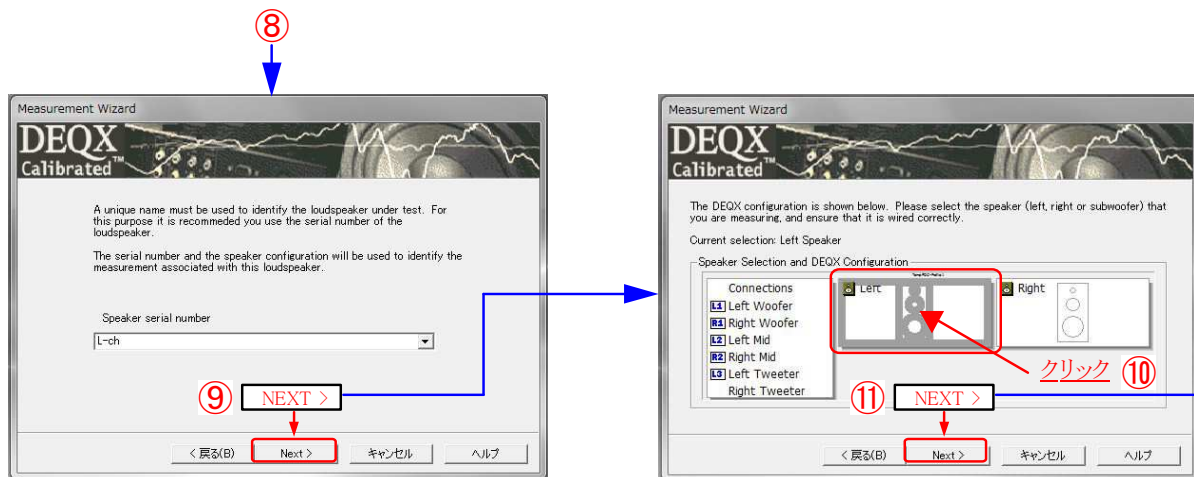 ⑧
Measurement Wizard
DEQX
Calibrated™
A unique name must be used to identify the loudspeaker under test. For
this purpose it is recommeded you use the serial number of the
loudspeaker.
The serial number and the speaker configuration will be used to identify the
measurement associated with this loudspeaker.
Speaker serial number
L-ch
⑨ NEXT >
< 戻る(B) Next > キャンセル ヘルプ
Measurement Wizard
DEQX
Calibrated™
The DEQX configuration is shown below. Please select the speaker (left, right or subwoofer) that
you are measuring, and ensure that it is wired correctly.
Current selection: Left Speaker
Speaker Selection and DEQX Configuration
Connections
L1 Left Woofer
R1 Right Woofer
L2 Left Mid
R2 Right Mid
L3 Left Tweeter
Right Tweeter
Left
Right
クリック ⑩
⑪ NEXT >
< 戻る(B) Next > キャンセル ヘルプ